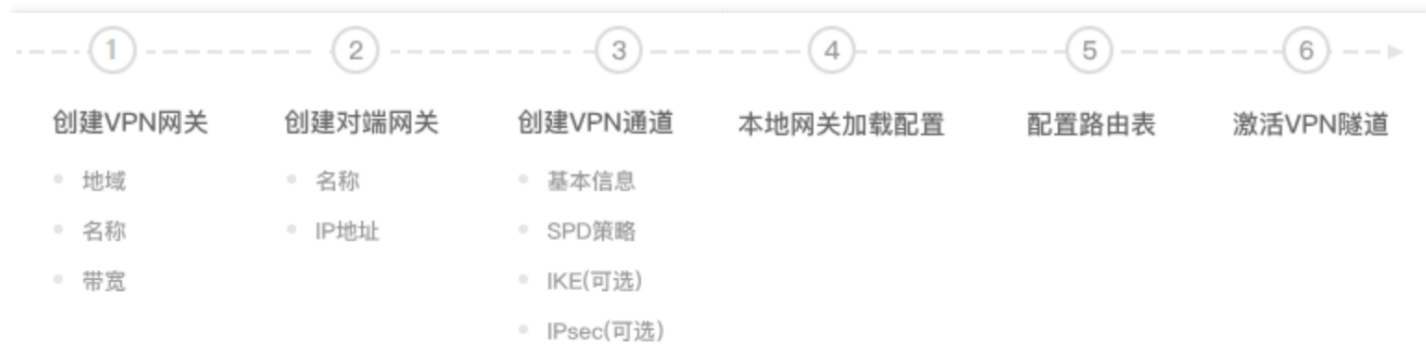 1 2 3 4 5 6
创建VPN网关 创建对端网关 创建VPN通道 本地网关加载配置 配置路由表 激活VPN隧道
地域 名称 基本信息
名称 IP地址 SPD策略
带宽 IKE(可选)
IPsec(可选)